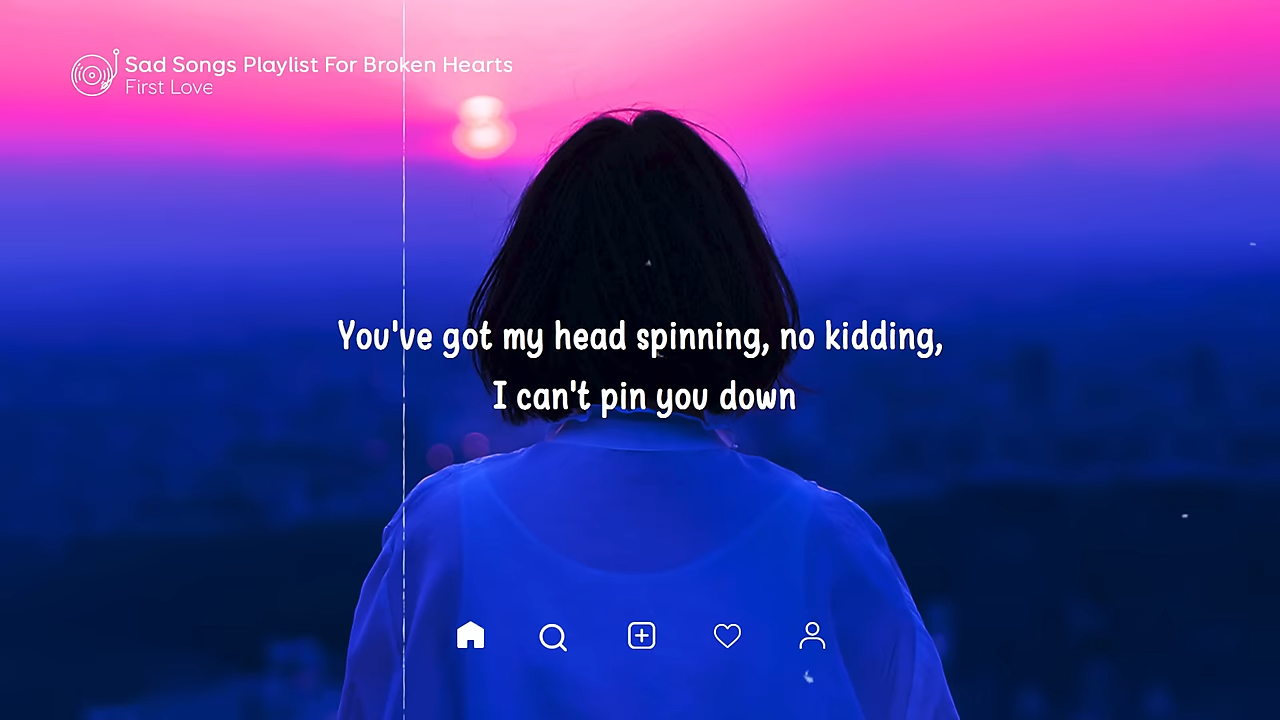 Sad Songs Playlist For Broken Hearts
First Love
You've got my head spinning, no kidding,
I can't pin you down